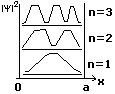 |Ψ|²
n=3
n=2
n=1
0 a x